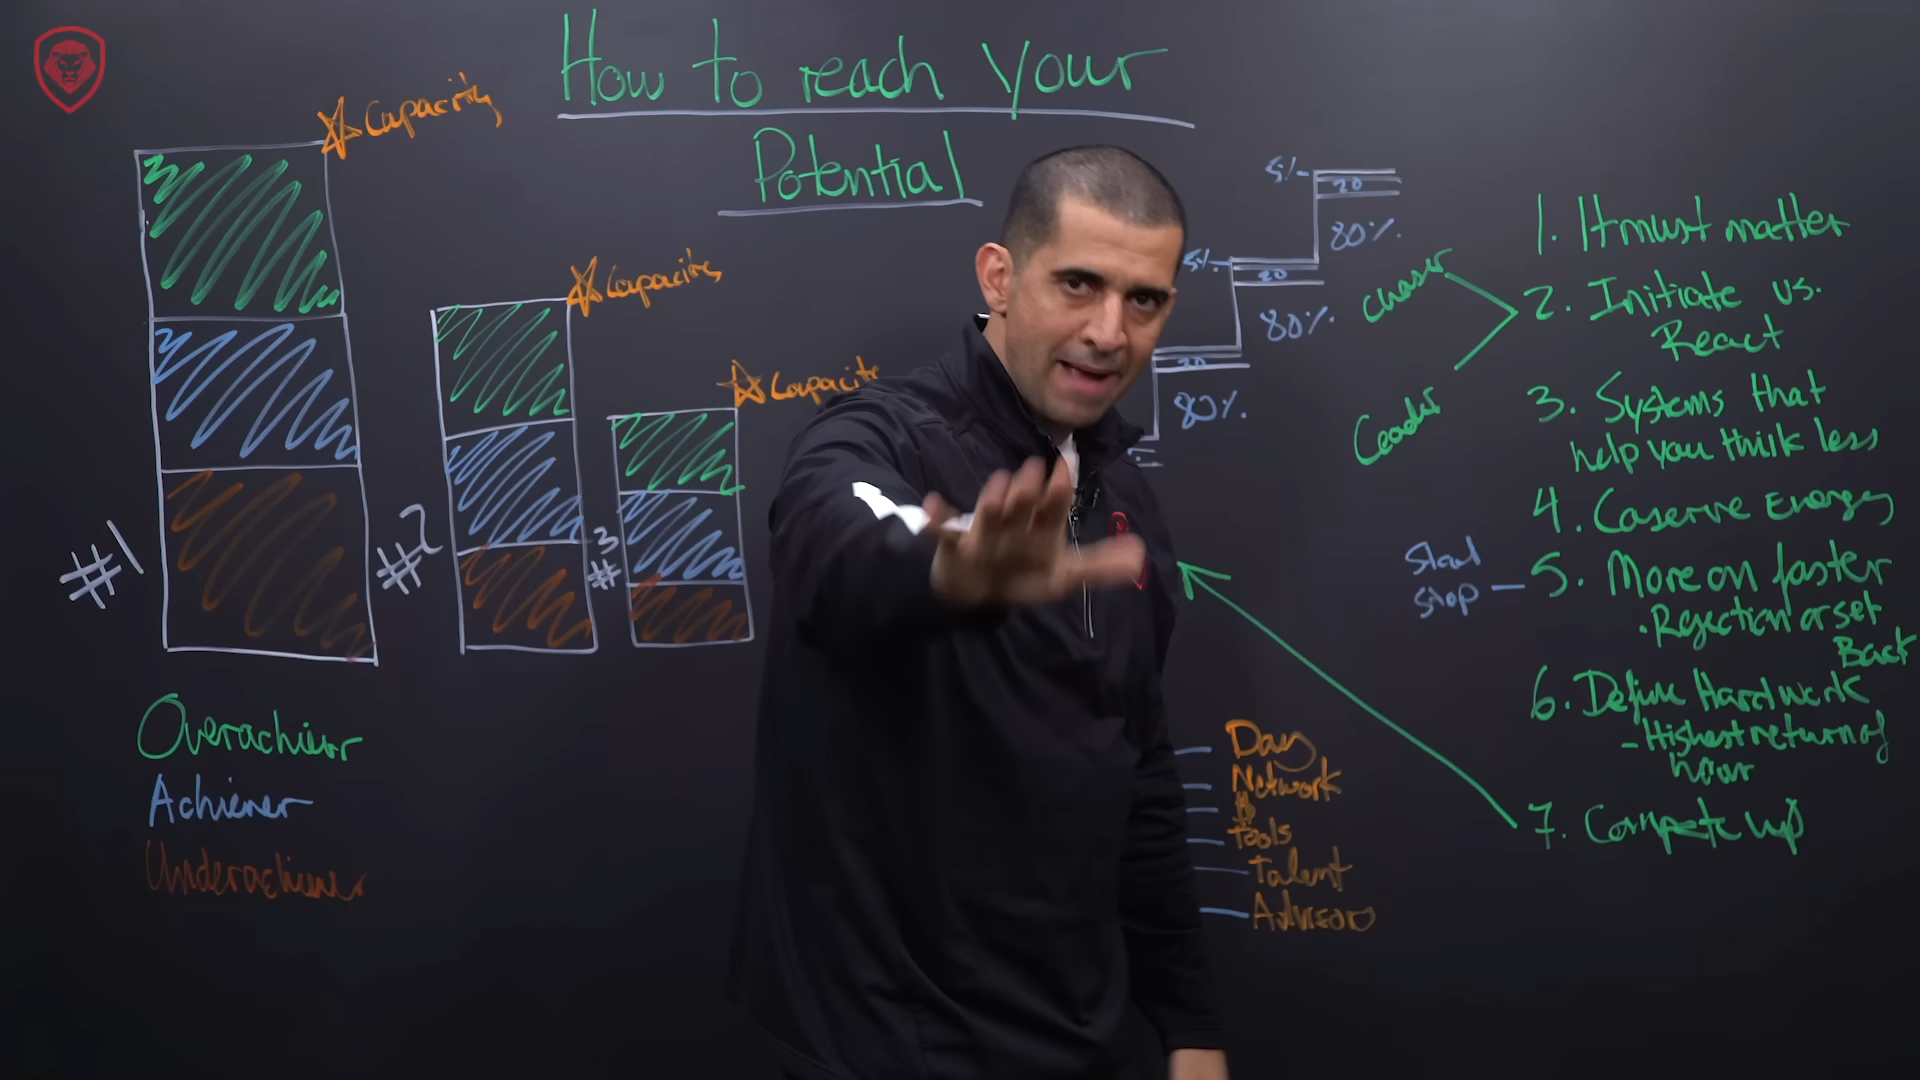 How to reach your
Potential
Capacity
Capacity
Capacite
#1
#2
#3
Overachiever
Achiever
Underachiever
5%
20
80%
5%
20
80%
20
80%
chaser
Leader
1. It must matter
2. Initiate vs.
React
3. Systems that
help you think less
4. Coserve Energy
Start
Stop
5. Move on faster
• Rejection or set
Back
6. Define Hard work
- Highest return of
hour
7. Compete up
Day
Network
$
Tools
Talent
Advisors